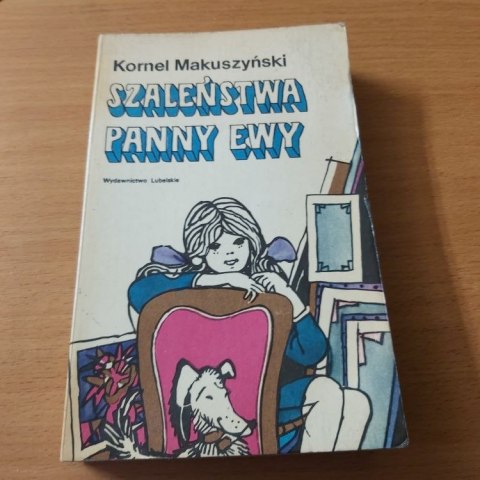 Kornel Makuszyński
SZALEŃSTWA
PANNY EWY
Wydawnictwo Lubelskie